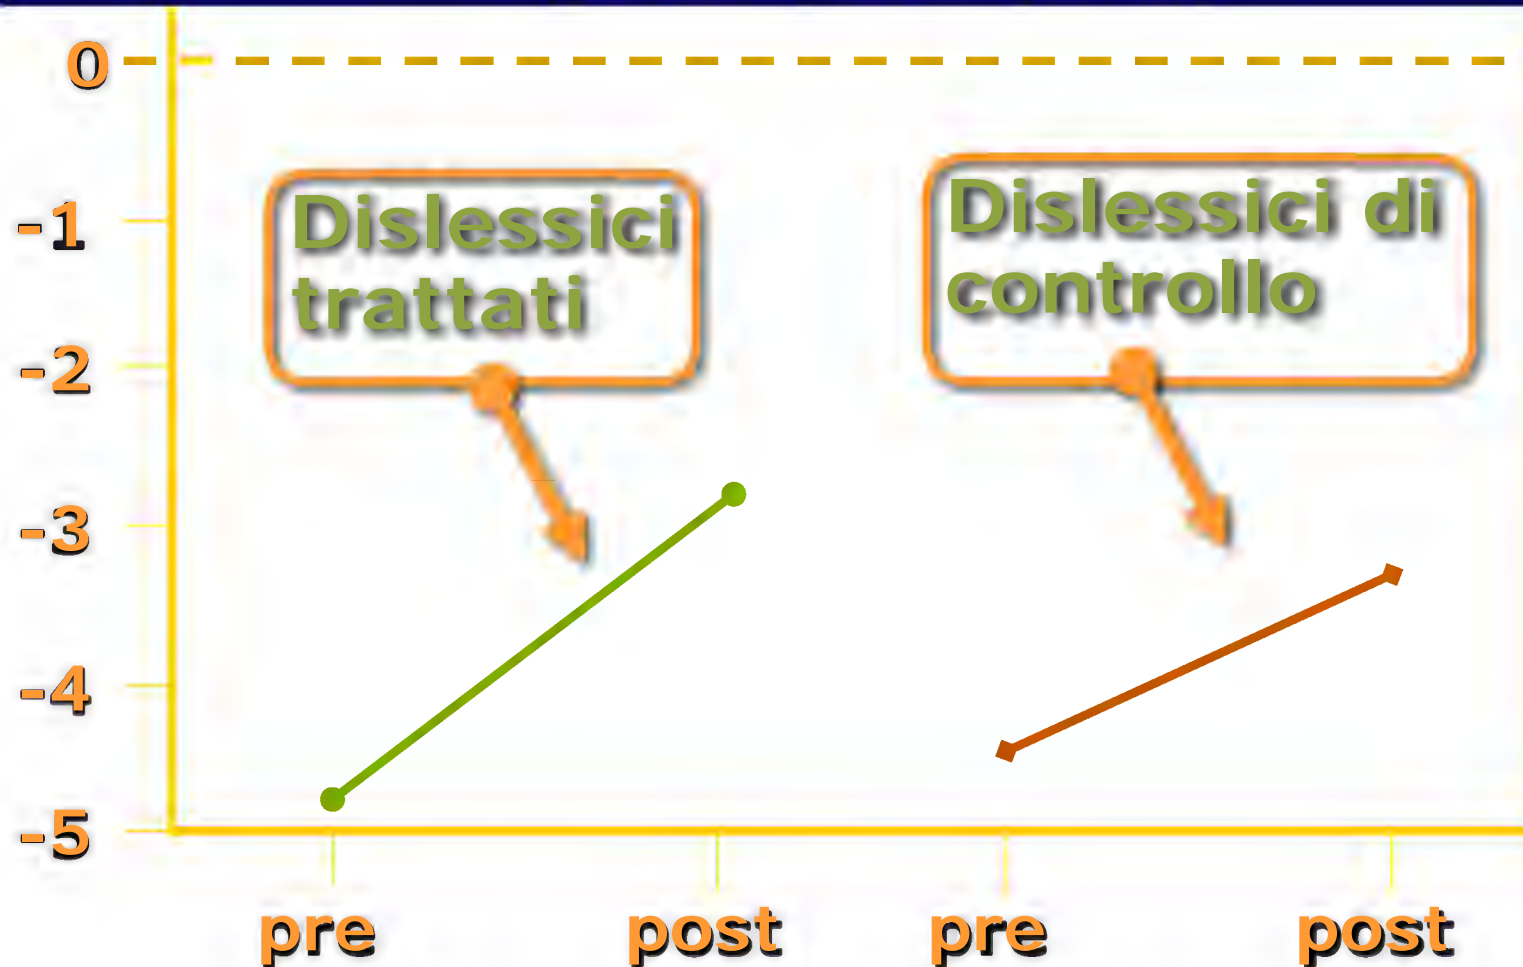 0
-1
-2
-3
-4
-5
Dislessici
trattati
Dislessici di
controllo
pre post pre post